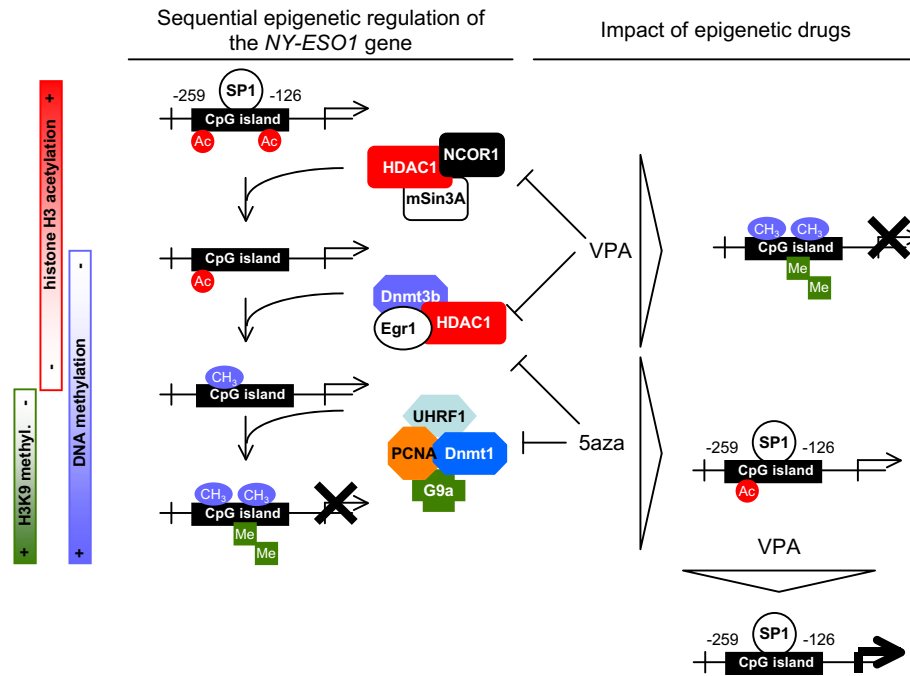 Sequential epigenetic regulation of
the NY-ESO1 gene
Impact of epigenetic drugs
+
histone H3 acetylation
-
-
DNA methylation
+
-
H3K9 methyl.
+
-259
SP1
-126
CpG island
Ac
Ac
HDAC1
NCOR1
mSin3A
CpG island
Ac
Dnmt3b
Egr1
HDAC1
CH3
CpG island
UHRF1
PCNA
Dnmt1
G9a
CH3
CH3
CpG island
Me
Me
VPA
5aza
CH3
CH3
CpG island
Me
Me
-259
SP1
-126
CpG island
Ac
VPA
-259
SP1
-126
CpG island